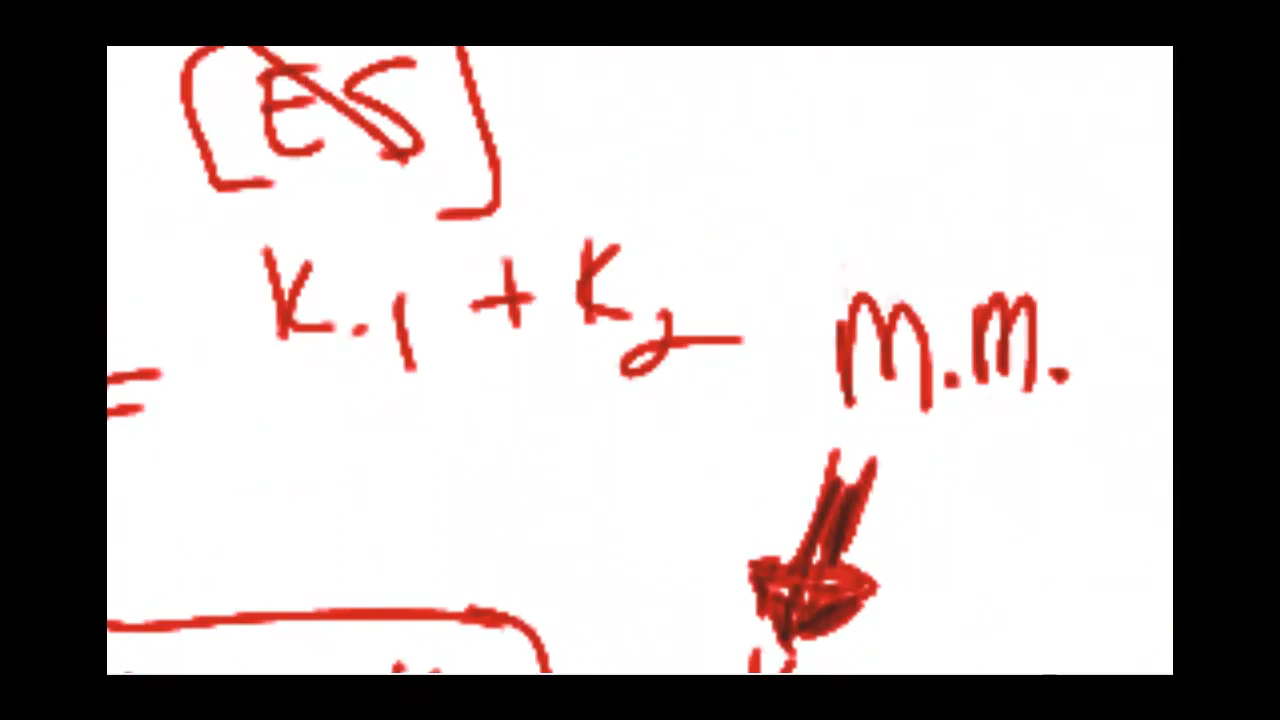 [ES]
K-1 + K2 M.M.
=